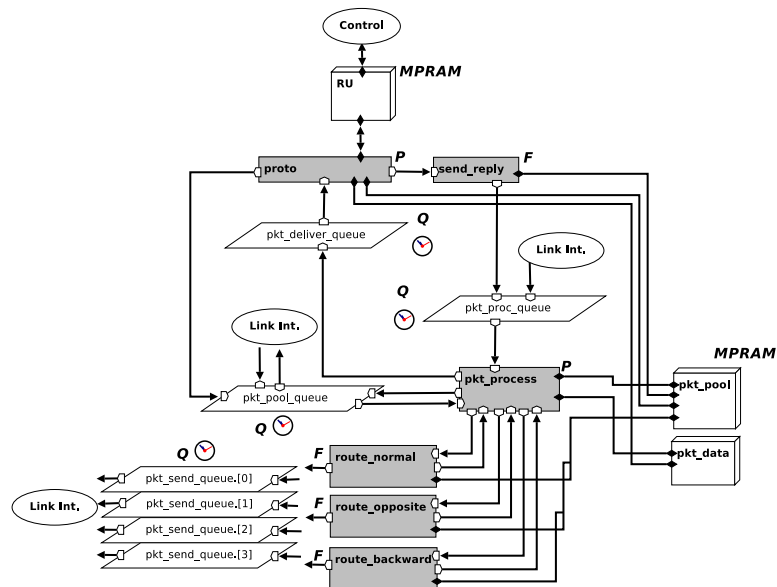 Control
MPRAM
RU
proto
P
send_reply
F
pkt_deliver_queue
Q
Link Int.
Q
pkt_proc_queue
Link Int.
MPRAM
P
pkt_process
pkt_pool
pkt_pool_queue
Q
Q
F
route_normal
pkt_data
pkt_send_queue.[0]
Link Int.
pkt_send_queue.[1]
F
route_opposite
pkt_send_queue.[2]
pkt_send_queue.[3]
F
route_backward